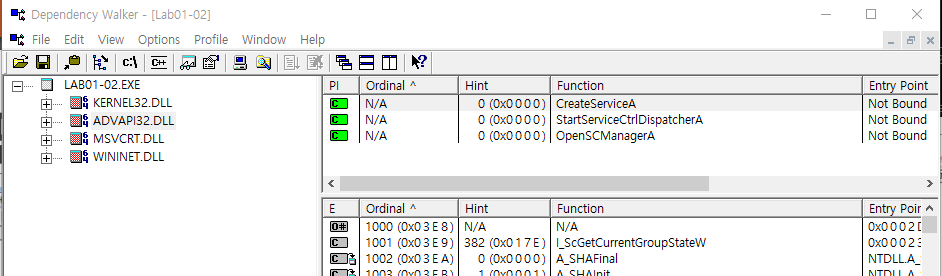 Dependency Walker - [Lab01-02]
File Edit View Options Profile Window Help
C:\ C++
LAB01-02.EXE
KERNEL32.DLL
ADVAPI32.DLL
MSVCRT.DLL
WININET.DLL
PI Ordinal ^ Hint Function Entry Point
C N/A 0 (0x0000) CreateServiceA Not Bound
C N/A 0 (0x0000) StartServiceCtrlDispatcherA Not Bound
C N/A 0 (0x0000) OpenSCManagerA Not Bound
E Ordinal ^ Hint Function Entry Poin
O# 1000 (0x03E8) N/A N/A 0x0002
C 1001 (0x03E9) 382 (0x017E) I_ScGetCurrentGroupStateW 0x00023
C 1002 (0x03EA) 0 (0x0000) A_SHAFinal NTDLL.A_
C 1003 (0x03EB) 1 (0x0001) A_SHAInit NTDLL.A_